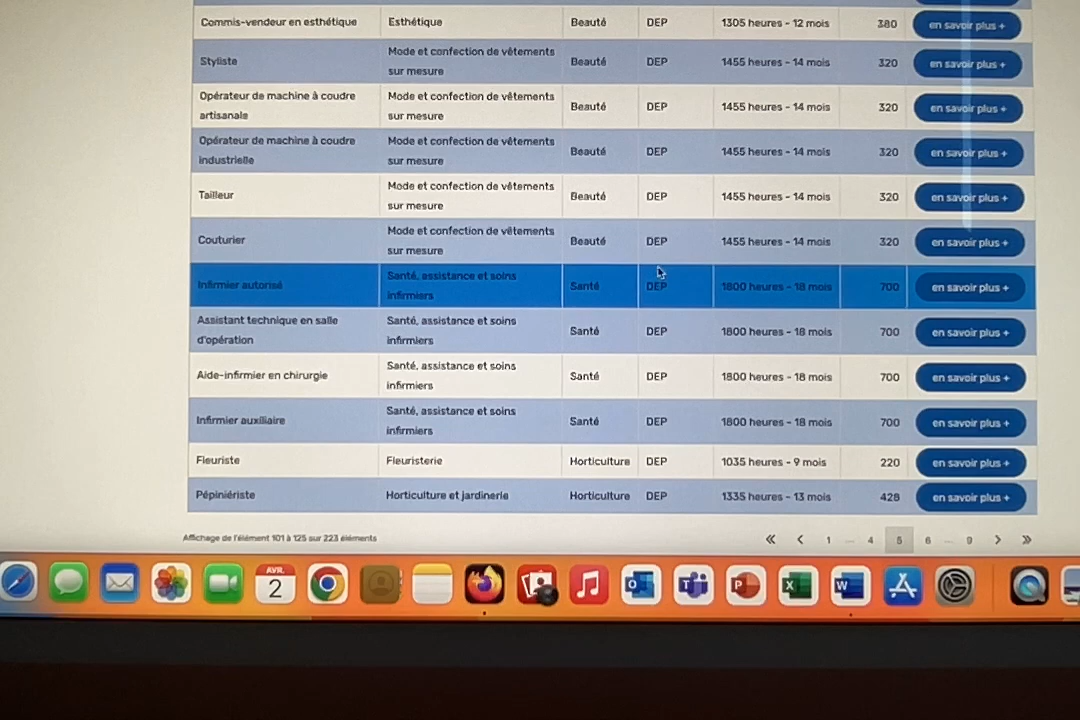 Commis-vendeur en esthétique Esthétique Beauté DEP 1305 heures - 12 mois 380 en savoir plus +
Styliste Mode et confection de vêtements sur mesure Beauté DEP 1455 heures - 14 mois 320 en savoir plus +
Opérateur de machine à coudre artisanale Mode et confection de vêtements sur mesure Beauté DEP 1455 heures - 14 mois 320 en savoir plus +
Opérateur de machine à coudre industrielle Mode et confection de vêtements sur mesure Beauté DEP 1455 heures - 14 mois 320 en savoir plus +
Tailleur Mode et confection de vêtements sur mesure Beauté DEP 1455 heures - 14 mois 320 en savoir plus +
Couturier Mode et confection de vêtements sur mesure Beauté DEP 1455 heures - 14 mois 320 en savoir plus +
Infirmier autorisé Santé, assistance et soins infirmiers Santé DEP 1800 heures - 18 mois 700 en savoir plus +
Assistant technique en salle d'opération Santé, assistance et soins infirmiers Santé DEP 1800 heures - 18 mois 700 en savoir plus +
Aide-infirmier en chirurgie Santé, assistance et soins infirmiers Santé DEP 1800 heures - 18 mois 700 en savoir plus +
Infirmier auxiliaire Santé, assistance et soins infirmiers Santé DEP 1800 heures - 18 mois 700 en savoir plus +
Fleuriste Fleuristerie Horticulture DEP 1035 heures - 9 mois 220 en savoir plus +
Pépiniériste Horticulture et jardinerie Horticulture DEP 1335 heures - 13 mois 428 en savoir plus +
Affichage de l'élément 101 à 125 sur 223 éléments « ‹ 1 ... 4 5 6 ... 9 › »
AVR.
2
O T P X W